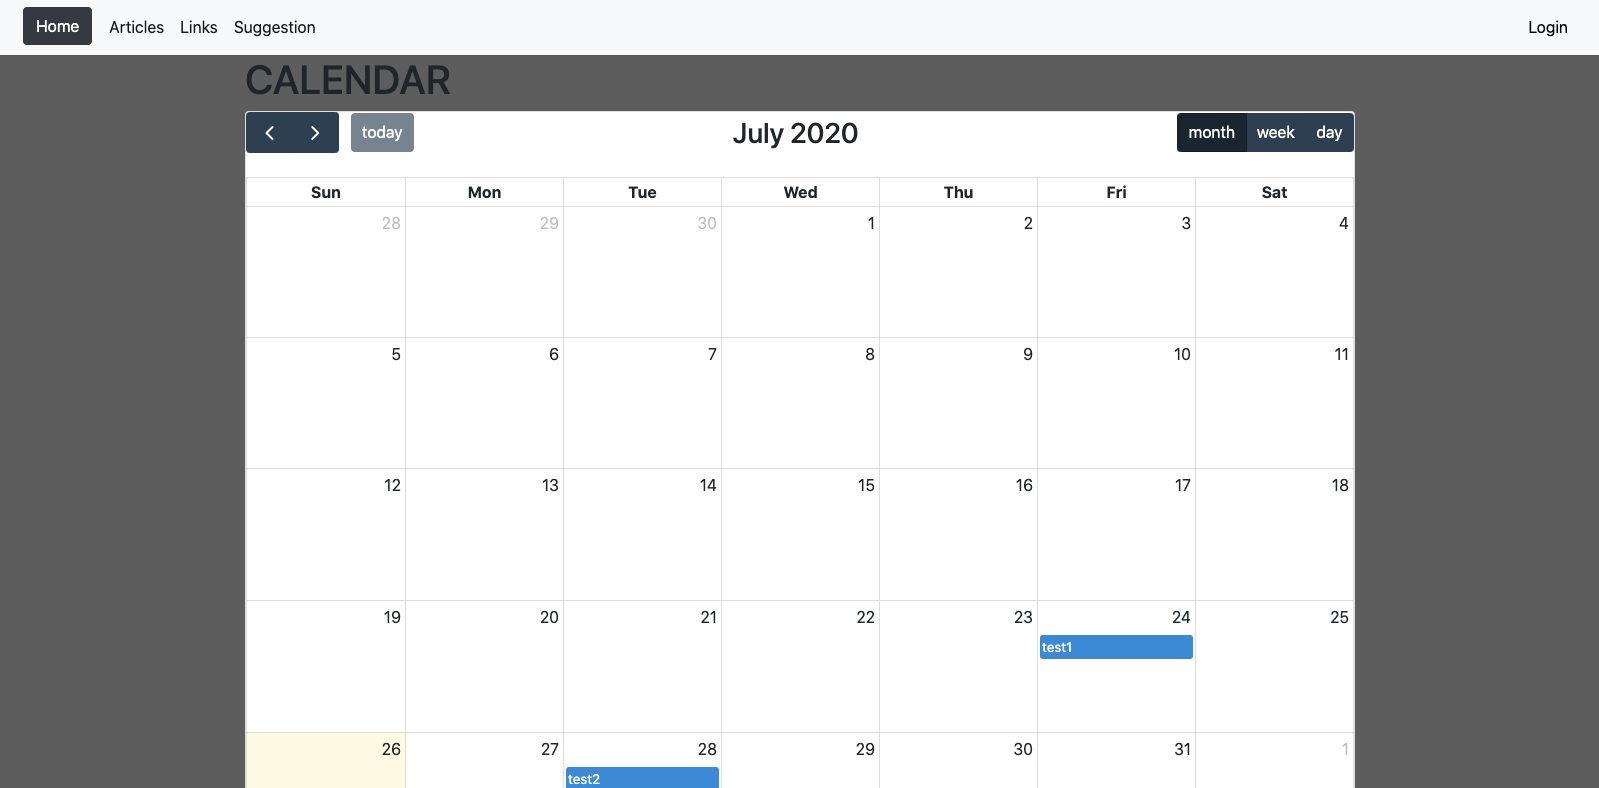 Home Articles Links Suggestion Login
CALENDAR
today July 2020 month week day
Sun Mon Tue Wed Thu Fri Sat
28 29 30 1 2 3 4
5 6 7 8 9 10 11
12 13 14 15 16 17 18
19 20 21 22 23 24 25
test1
26 27 28 29 30 31 1
test2